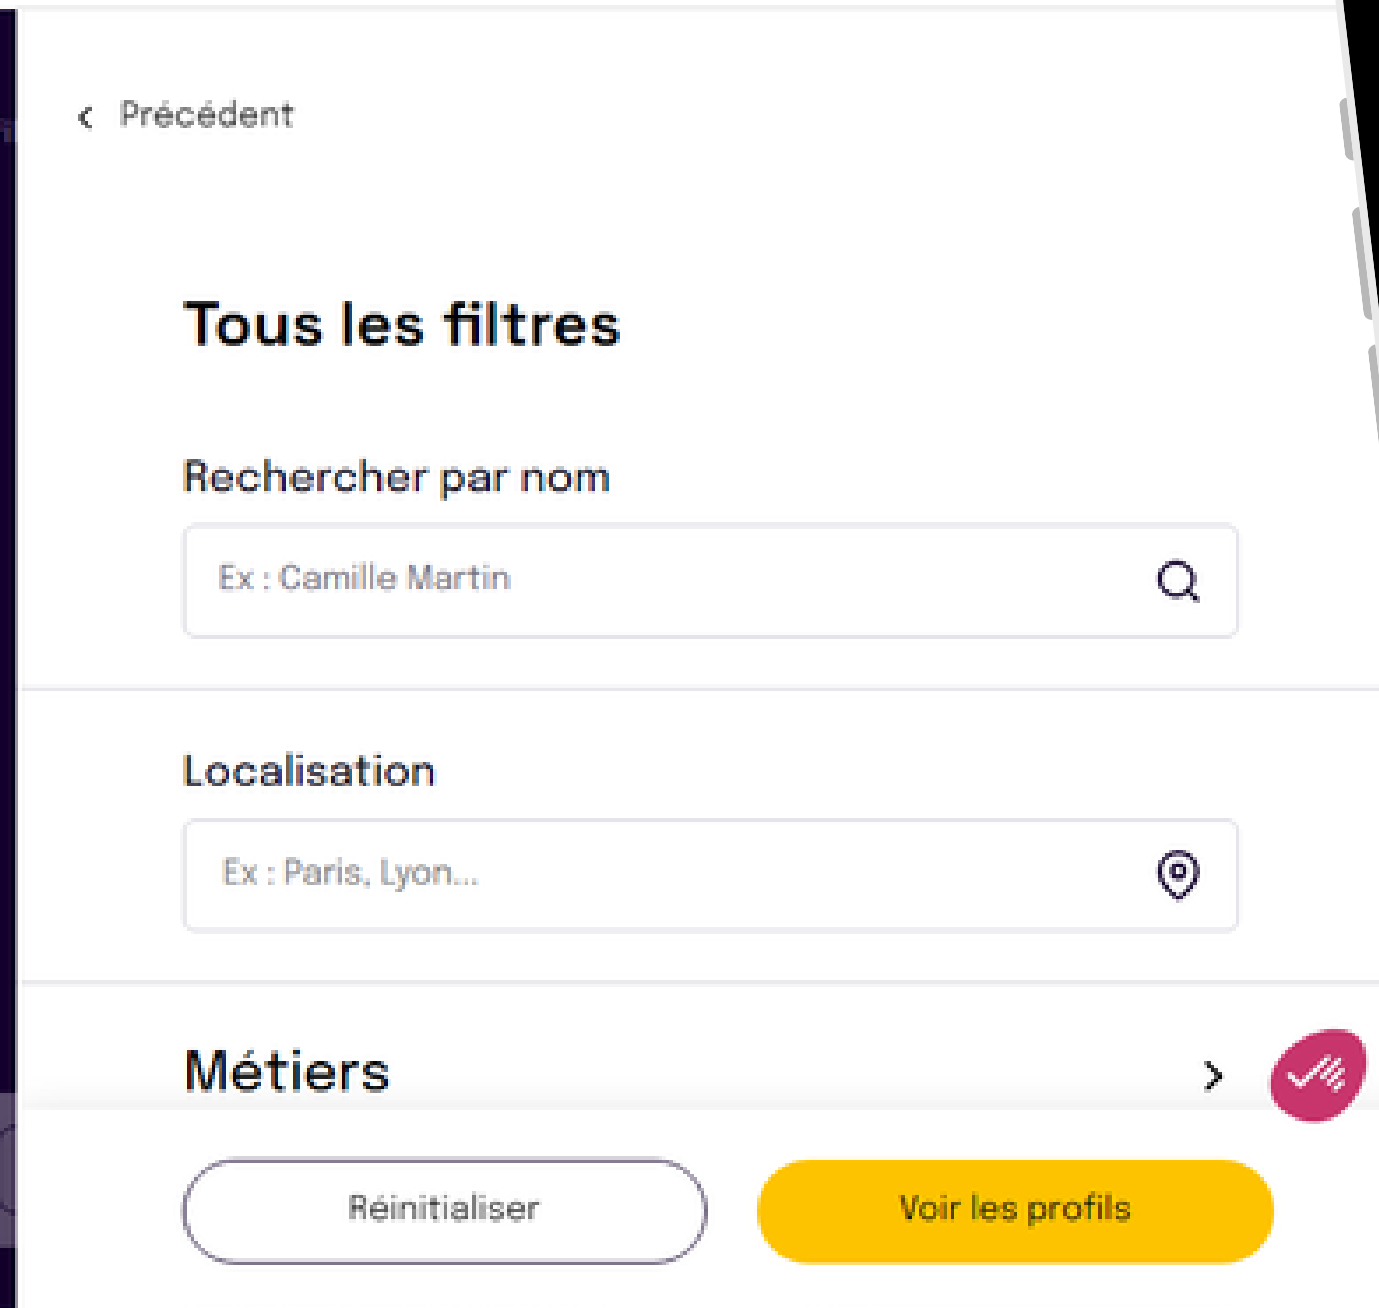 Précédent
Tous les filtres
Rechercher par nom
Ex : Camille Martin
Localisation
Ex : Paris, Lyon...
Métiers
Réinitialiser
Voir les profils